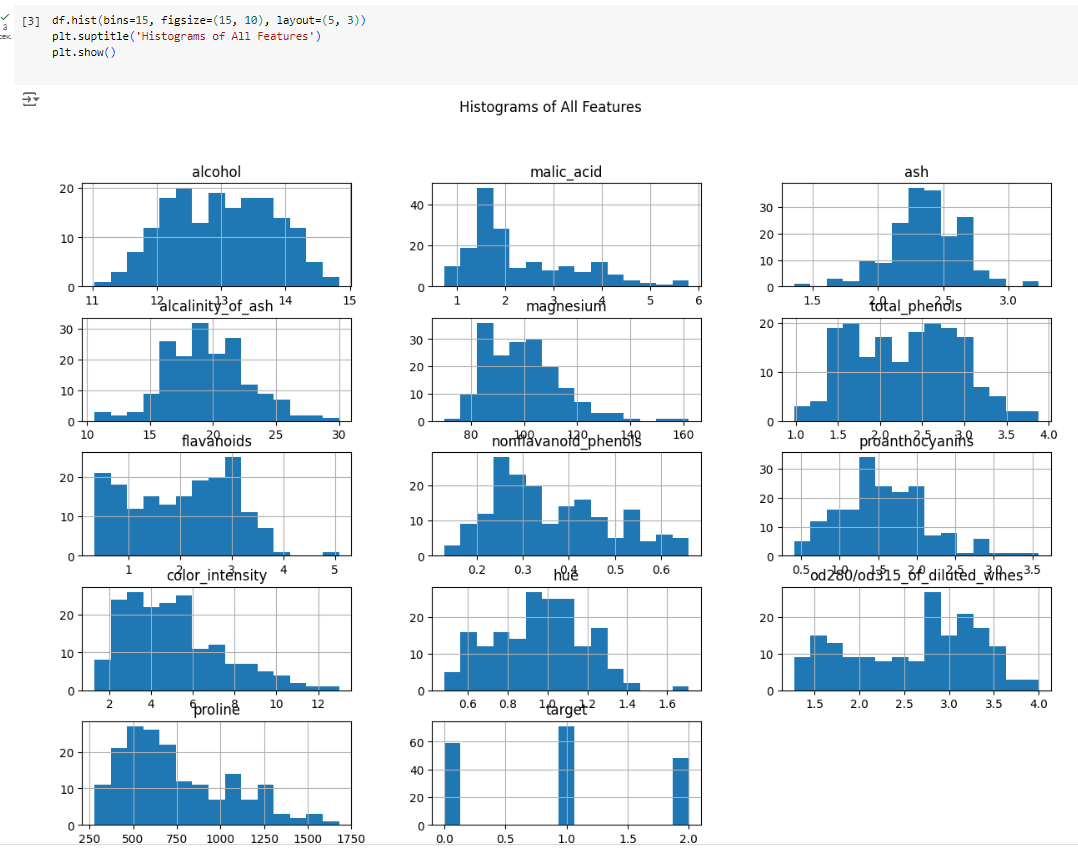 [3] df.hist(bins=15, figsize=(15, 10), layout=(5, 3))
plt.suptitle('Histograms of All Features')
plt.show()
3
Histograms of All Features
alcohol
20
10
0
11 12 13 14 15
malic_acid
40
20
0
1 2 3 4 5 6
ash
30
20
10
0
1.5 2.0 2.5 3.0
alcalinity_of_ash
30
20
10
0
10 15 20 25 30
magnesium
30
20
10
0
80 100 120 140 160
total_phenols
20
10
0
1.0 1.5 2.0 2.5 3.0 3.5 4.0
flavanoids
20
10
0
1 2 3 4 5
nonflavanoid_phenols
20
10
0
0.2 0.3 0.4 0.5 0.6
proanthocyanins
30
20
10
0
0.5 1.0 1.5 2.0 2.5 3.0 3.5
color_intensity
20
10
0
2 4 6 8 10 12
hue
20
10
0
0.6 0.8 1.0 1.2 1.4 1.6
od280/od315_of_diluted_wines
20
10
0
1.5 2.0 2.5 3.0 3.5 4.0
proline
20
10
0
250 500 750 1000 1250 1500 1750
target
60
40
20
0
0.0 0.5 1.0 1.5 2.0